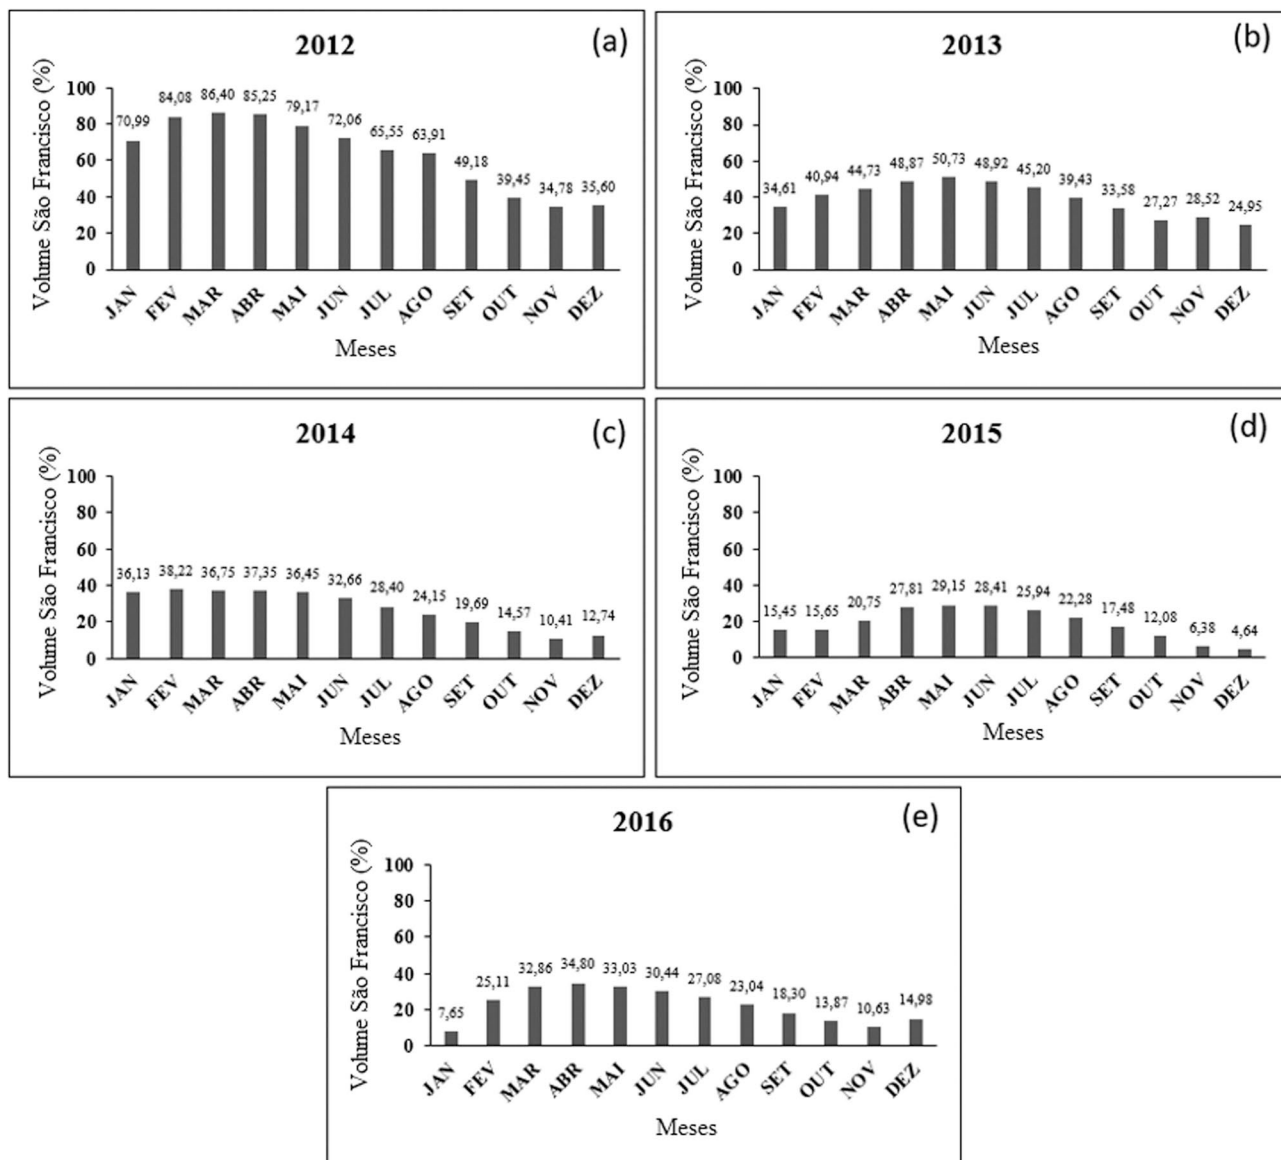 2012
(a)
Volume São Francisco (%)
100
80
60
40
20
0
70,99
84,08
86,40
85,25
79,17
72,06
65,55
63,91
49,18
39,45
34,78
35,60
JAN
FEV
MAR
ABR
MAI
JUN
JUL
AGO
SET
OUT
NOV
DEZ
Meses
2013
(b)
Volume São Francisco (%)
100
80
60
40
20
0
34,61
40,94
44,73
48,87
50,73
48,92
45,20
39,43
33,58
27,27
28,52
24,95
JAN
FEV
MAR
ABR
MAI
JUN
JUL
AGO
SET
OUT
NOV
DEZ
Meses
2014
(c)
Volume São Francisco (%)
100
80
60
40
20
0
36,13
38,22
36,75
37,35
36,45
32,66
28,40
24,15
19,69
14,57
10,41
12,74
JAN
FEV
MAR
ABR
MAI
JUN
JUL
AGO
SET
OUT
NOV
DEZ
Meses
2015
(d)
Volume São Francisco (%)
100
80
60
40
20
0
15,45
15,65
20,75
27,81
29,15
28,41
25,94
22,28
17,48
12,08
6,38
4,64
JAN
FEV
MAR
ABR
MAI
JUN
JUL
AGO
SET
OUT
NOV
DEZ
Meses
2016
(e)
Volume São Francisco (%)
100
80
60
40
20
0
7,65
25,11
32,86
34,80
33,03
30,44
27,08
23,04
18,30
13,87
10,63
14,98
JAN
FEV
MAR
ABR
MAI
JUN
JUL
AGO
SET
OUT
NOV
DEZ
Meses